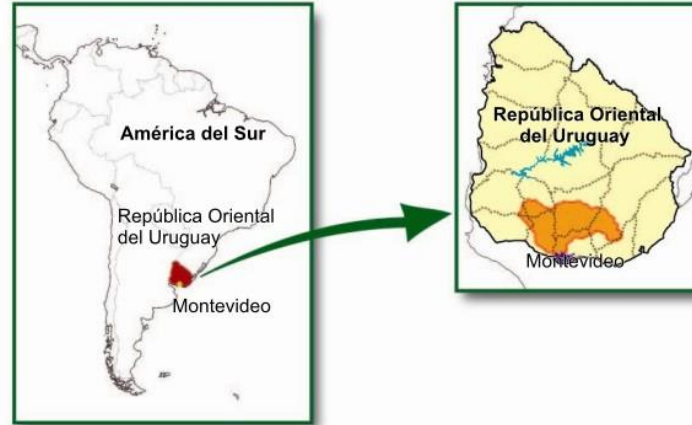 América del Sur
República Oriental
del Uruguay
Montevideo
República Oriental
del Uruguay
Montevideo